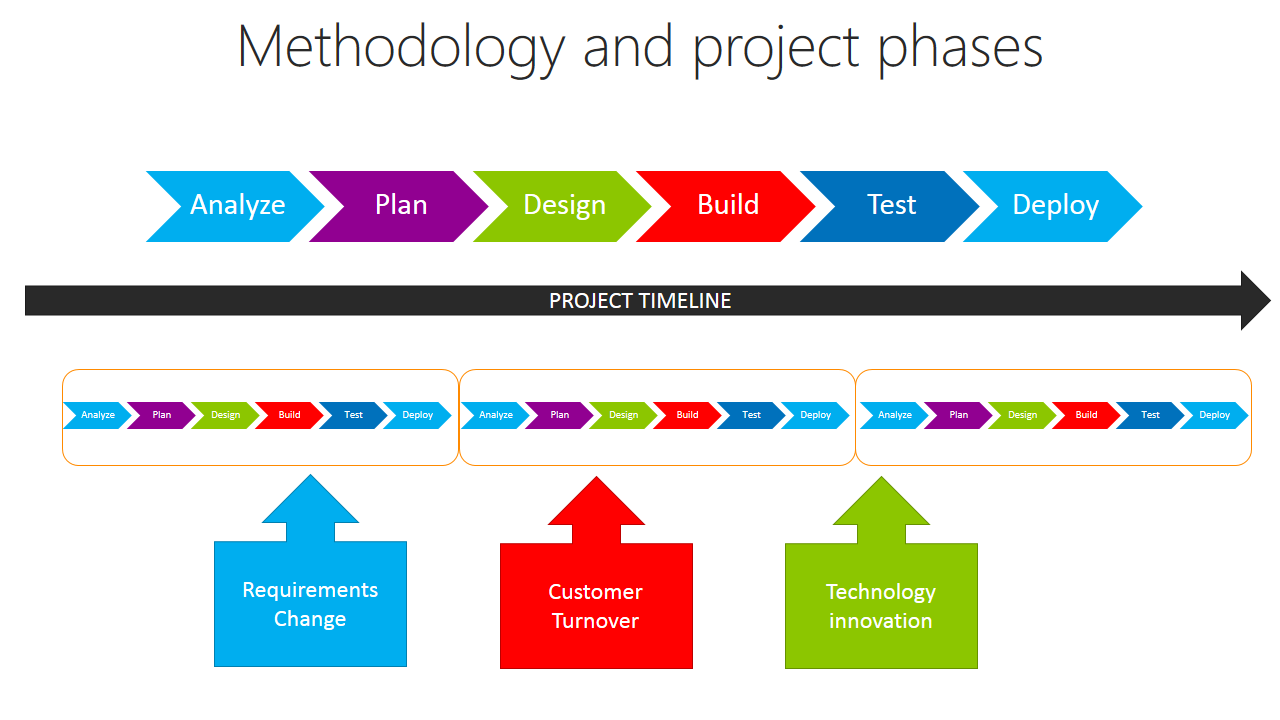 Methodology and project phases
Analyze Plan Design Build Test Deploy
PROJECT TIMELINE
Analyze Plan Design Build Test Deploy Analyze Plan Design Build Test Deploy Analyze Plan Design Build Test Deploy
Requirements
Change
Customer
Turnover
Technology
innovation